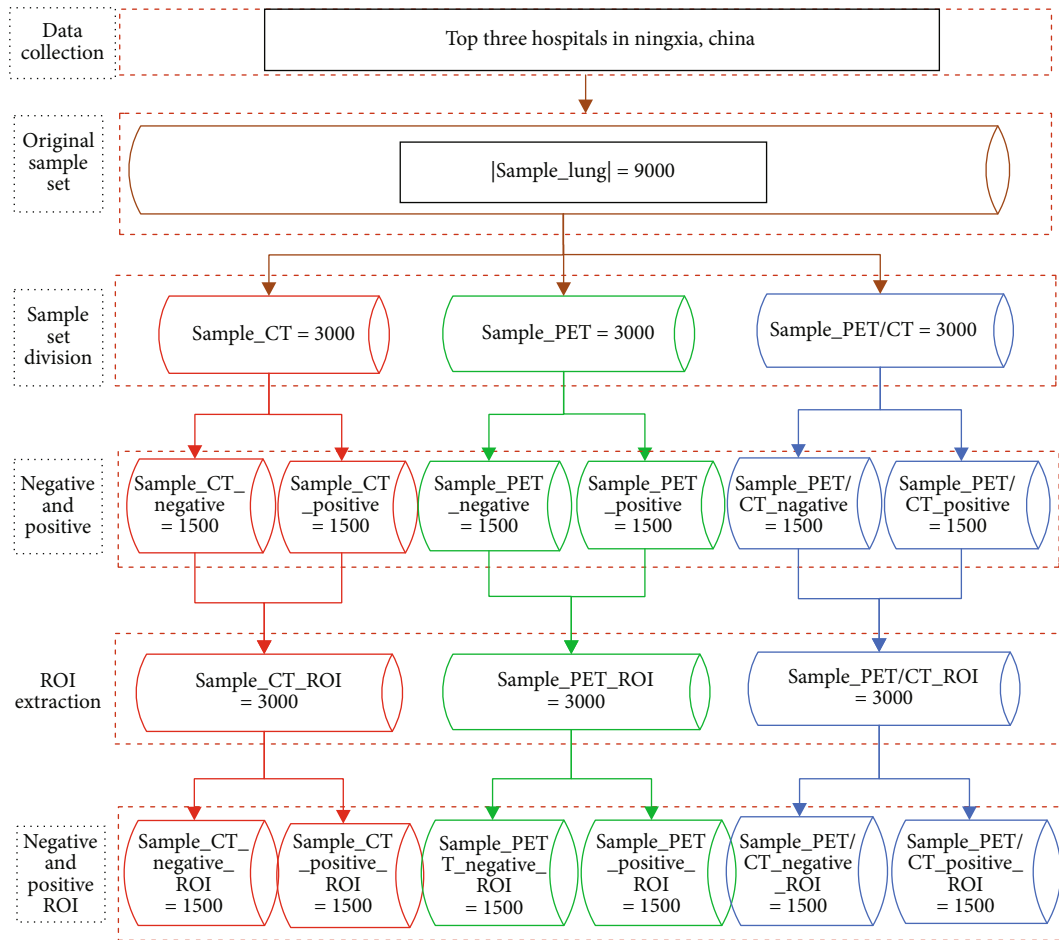 Data
collection
Top three hospitals in ningxia, china
Original
sample
set
|Sample_lung| = 9000
Sample
set
division
Sample_CT = 3000
Sample_PET = 3000
Sample_PET/CT = 3000
Negative
and
positive
Sample_CT_
negative
= 1500
Sample_CT
_positive
= 1500
Sample_PET
_negative
= 1500
Sample_PET
_positive
= 1500
Sample_PET/
CT_nagative
= 1500
Sample_PET/
CT_positive
= 1500
ROI
extraction
Sample_CT_ROI
= 3000
Sample_PET_ROI
= 3000
Sample_PET/CT_ROI
= 3000
Negative
and
positive
ROI
Sample_CT_
negative_
ROI
= 1500
Sample_CT
_positive_
ROI
= 1500
Sample_PET
T_negative_
ROI
= 1500
Sample_PET
_positive_
ROI
= 1500
Sample_PET/
CT_negative
_ROI
= 1500
Sample_PET/
CT_positive_
ROI
= 1500